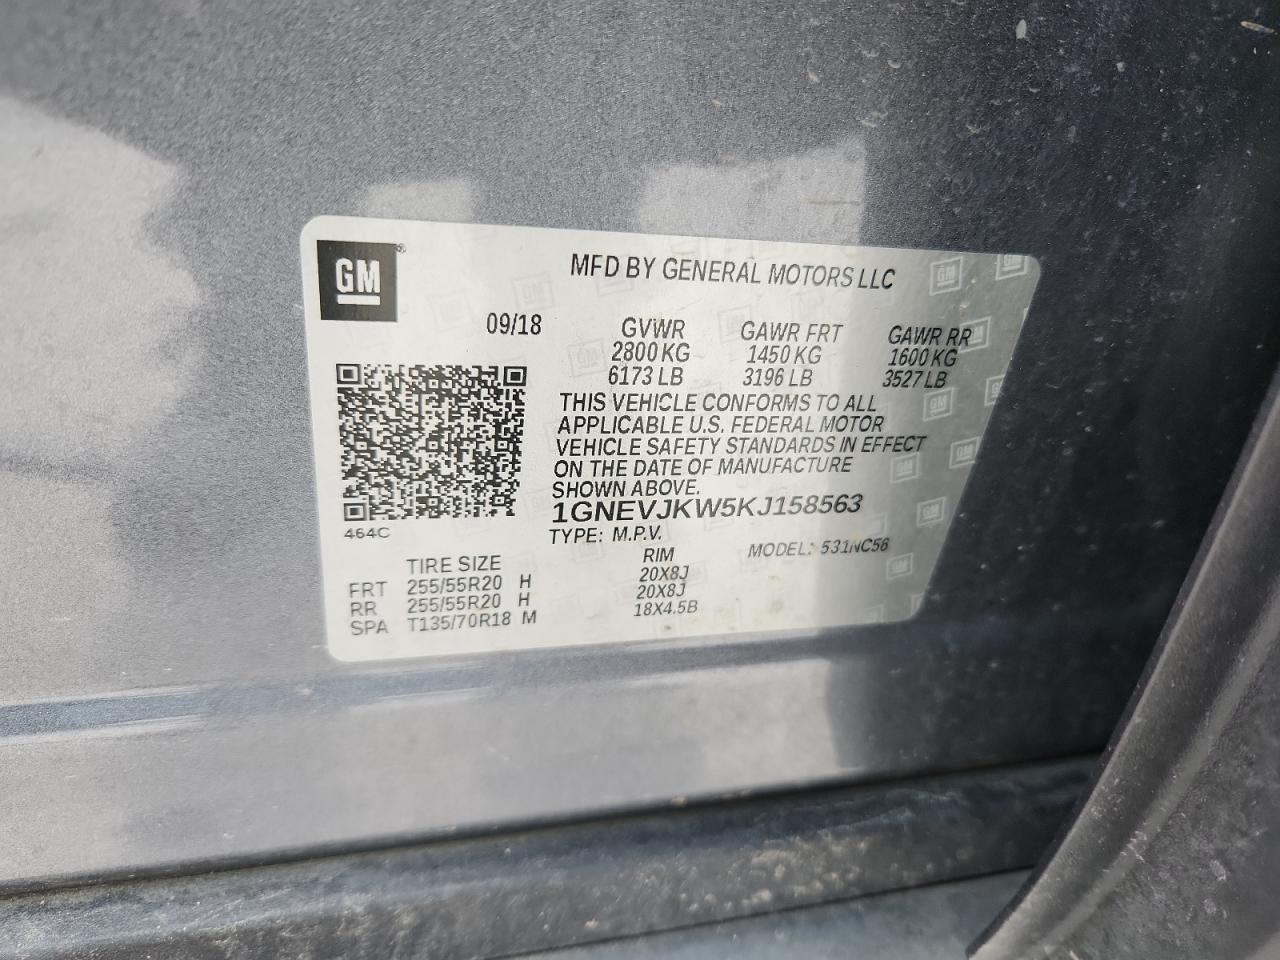 GM
MFD BY GENERAL MOTORS LLC
09/18
GVWR GAWR FRT GAWR RR
2800 KG 1450 KG 1600 KG
6173 LB 3196 LB 3527 LB
THIS VEHICLE CONFORMS TO ALL
APPLICABLE U.S. FEDERAL MOTOR
VEHICLE SAFETY STANDARDS IN EFFECT
ON THE DATE OF MANUFACTURE
SHOWN ABOVE.
1GNEVJKW5KJ158563
464C
TYPE: M.P.V. MODEL: 531NC56
TIRE SIZE RIM
FRT 255/55R20 H 20X8J
RR 255/55R20 H 20X8J
SPA T135/70R18 M 18X4.5B